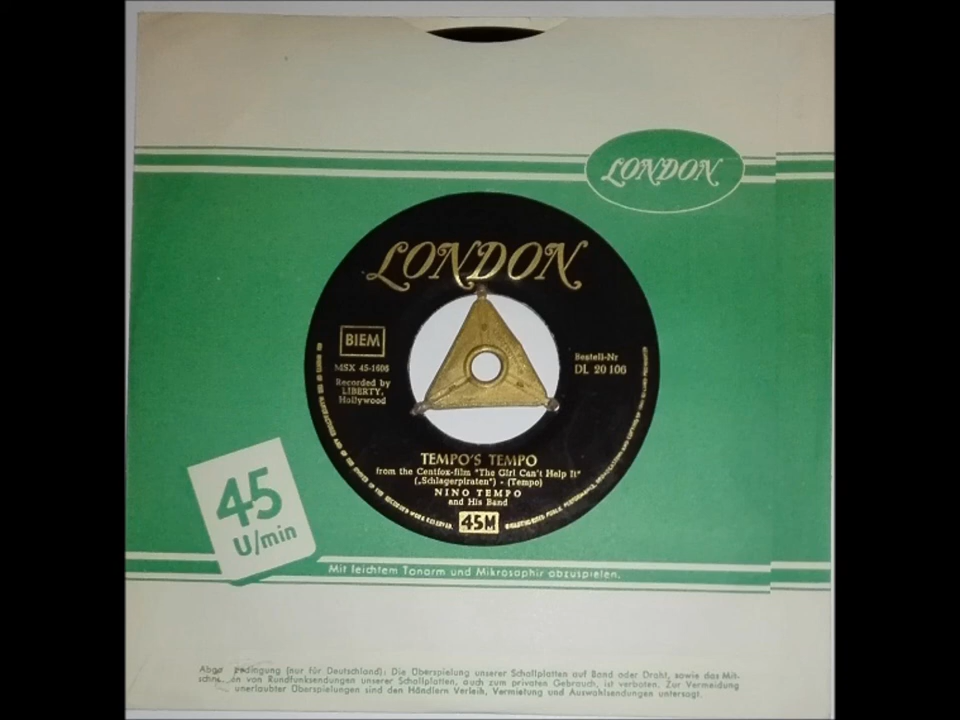 LONDON
LONDON
BIEM
MSX 45-1606
Recorded by
LIBERTY,
Hollywood
Bestell-Nr
DL 20106
TEMPO'S TEMPO
from the Centfox-film "The Girl Can't Help It"
(„Schlagerpiraten") - (Tempo)
NINO TEMPO
and His Band
45M
45
U/min
Mit leichtem Tonarm und Mikrosaphir abzuspielen.
(nur für Deutschland): Die Überspielung unserer Schallplatten auf Band oder Draht, sowie das Mit-
von Rundfunksendungen unserer Schallplatten, auch zum privaten Gebrauch, ist verboten. Zur Vermeidung
unerlaubter Überspielungen sind den Händlern Verleih, Vermietung und Auswahlsendungen untersagt.